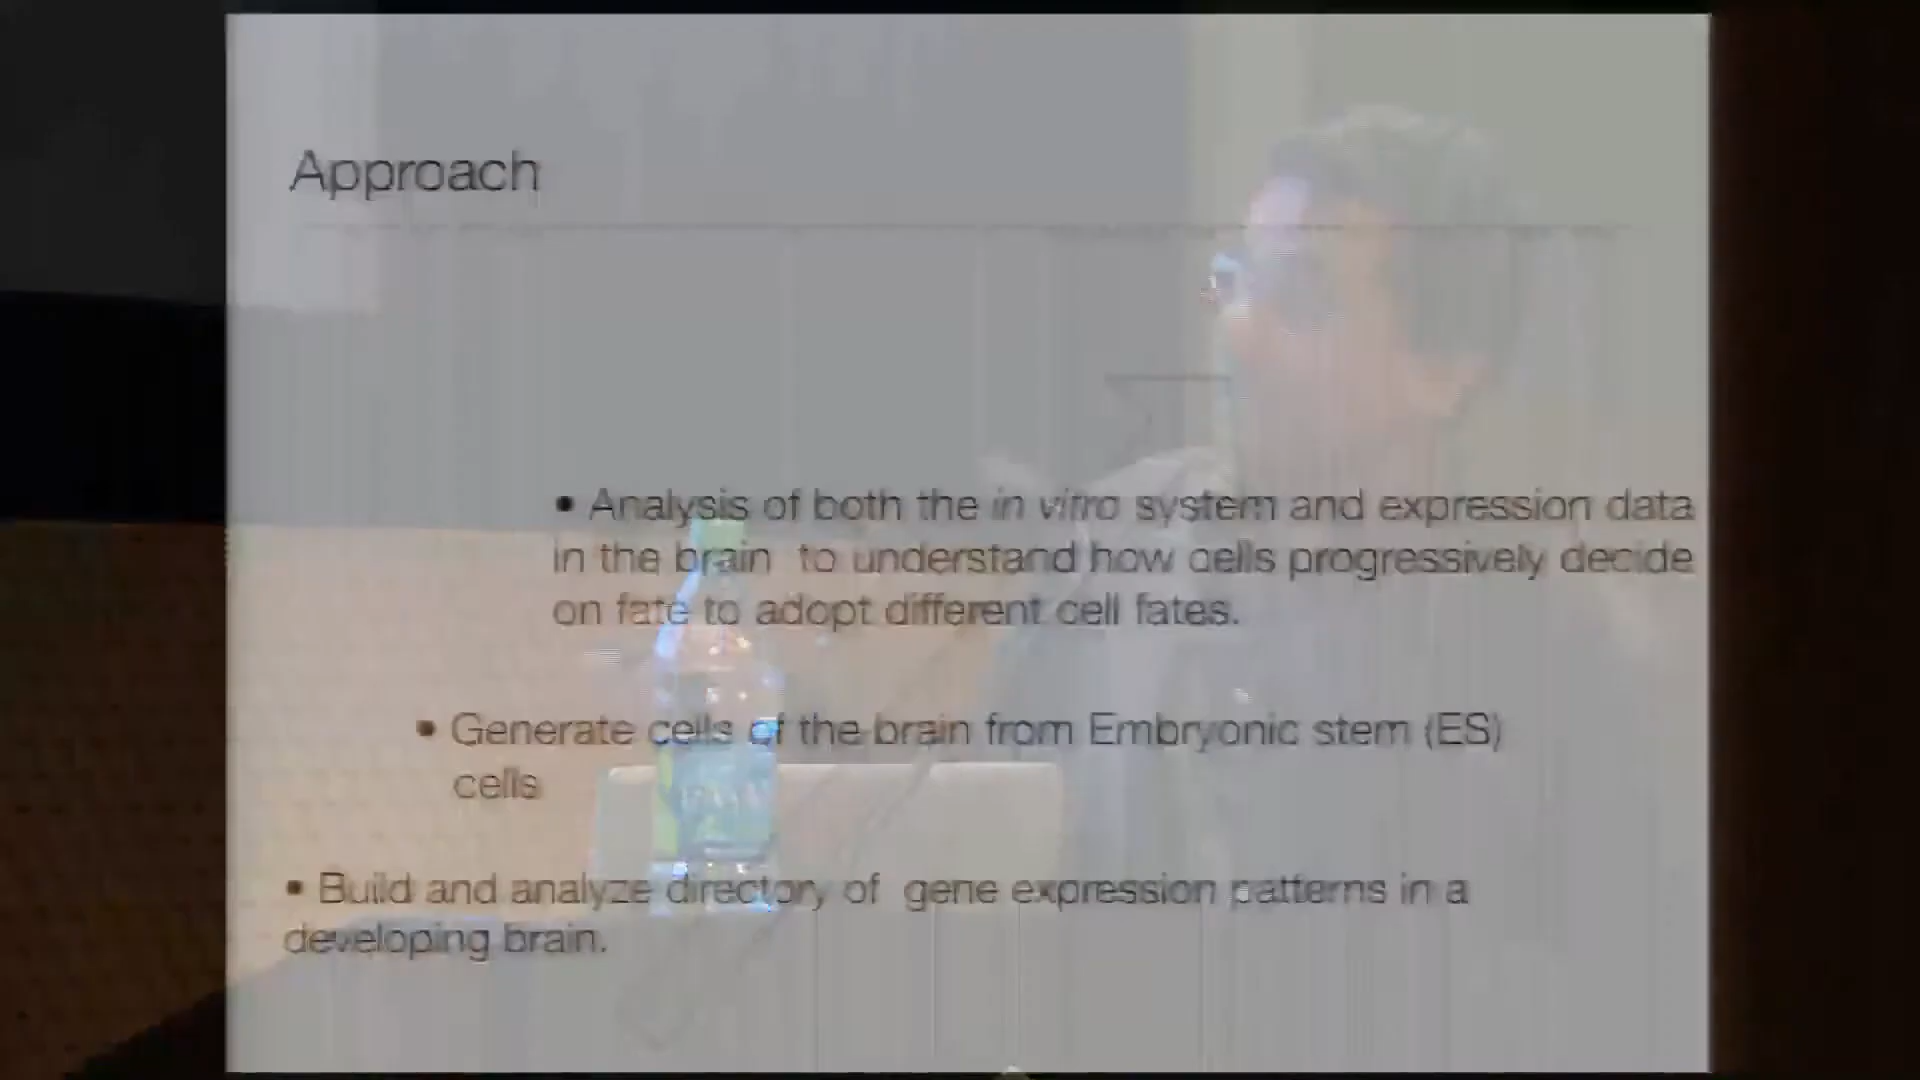 Approach
• Analysis of both the in vitro system and expression data
in the brain to understand how cells progressively decide
on fate to adopt different cell fates.
• Generate cells of the brain from Embryonic stem (ES)
cells
• Build and analyze directory of gene expression patterns in a
developing brain.